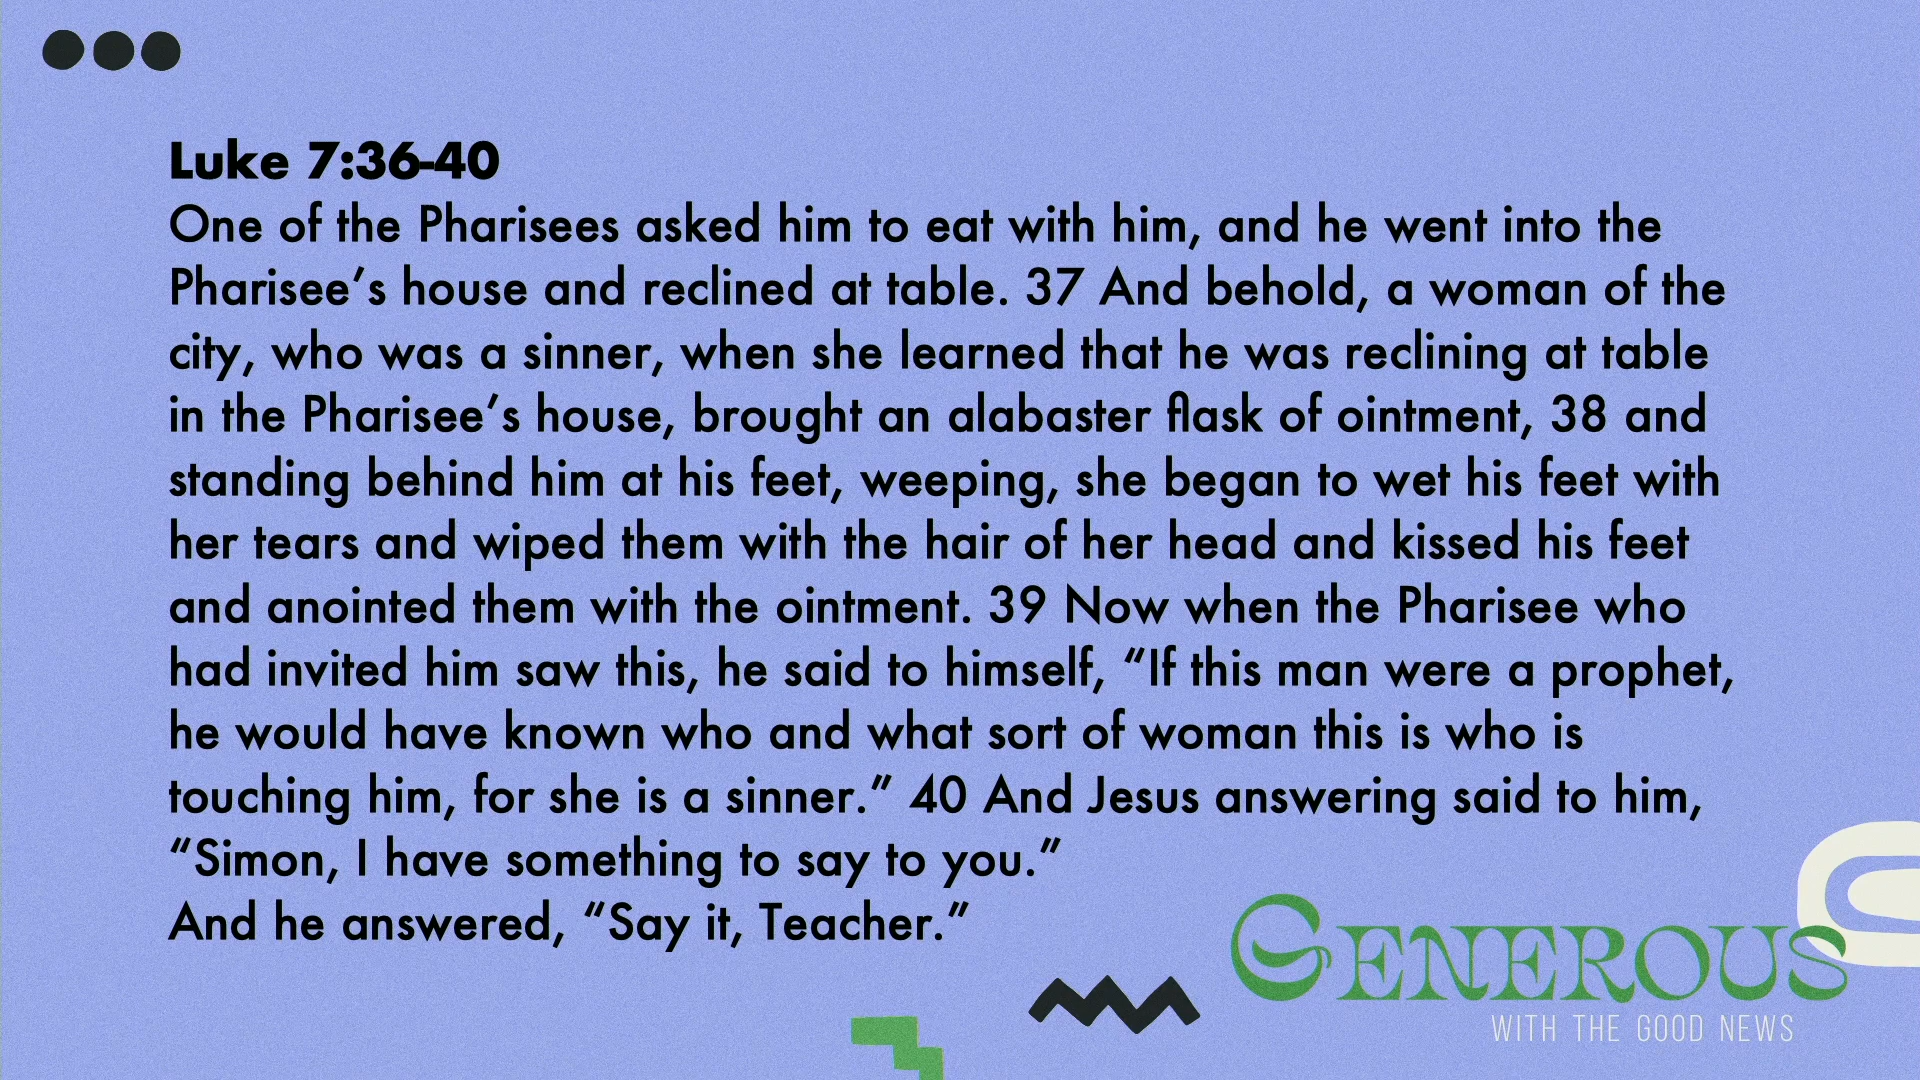 Luke 7:36-40
One of the Pharisees asked him to eat with him, and he went into the
Pharisee’s house and reclined at table. 37 And behold, a woman of the
city, who was a sinner, when she learned that he was reclining at table
in the Pharisee’s house, brought an alabaster flask of ointment, 38 and
standing behind him at his feet, weeping, she began to wet his feet with
her tears and wiped them with the hair of her head and kissed his feet
and anointed them with the ointment. 39 Now when the Pharisee who
had invited him saw this, he said to himself, “If this man were a prophet,
he would have known who and what sort of woman this is who is
touching him, for she is a sinner.” 40 And Jesus answering said to him,
“Simon, I have something to say to you.”
And he answered, “Say it, Teacher.”
GENEROUS
WITH THE GOOD NEWS